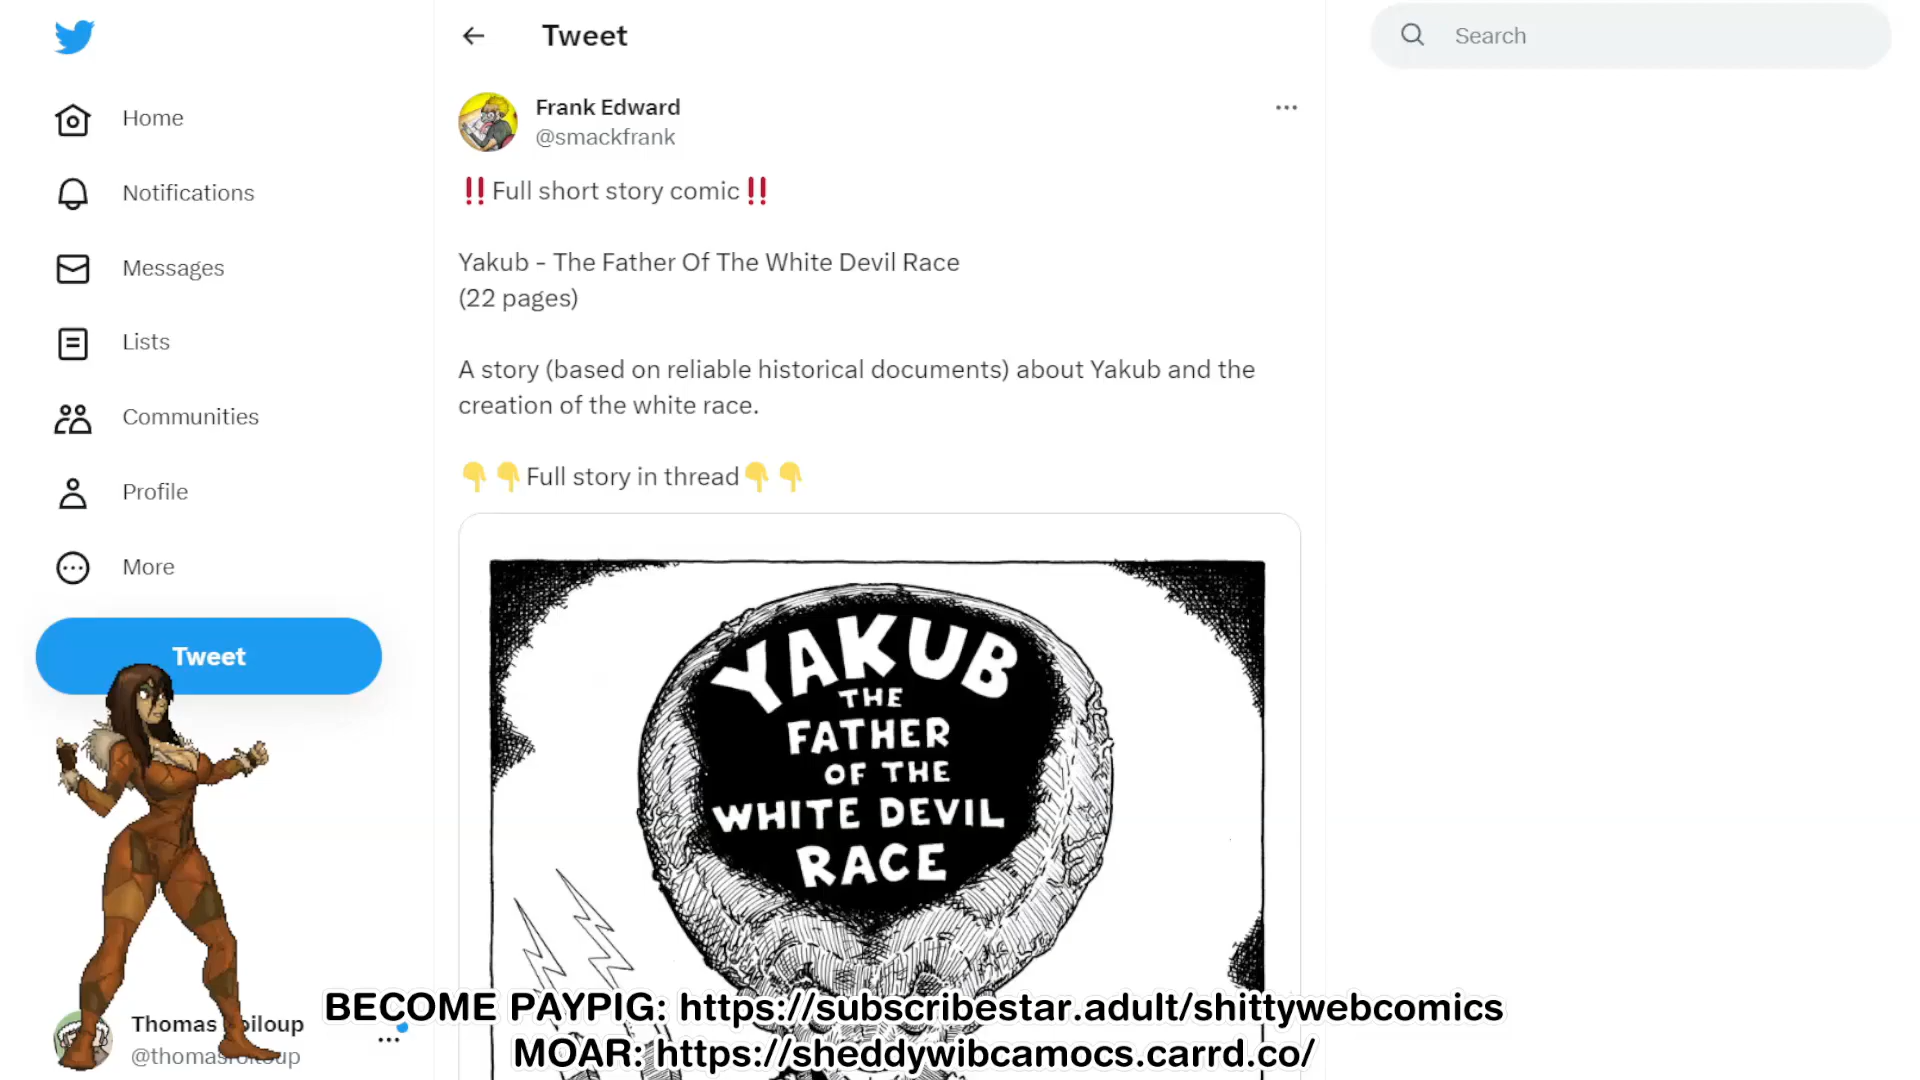 Tweet
Search
Frank Edward
@smackfrank
Home
Notifications
Messages
Lists
Communities
Profile
More
Tweet
‼️Full short story comic‼️
Yakub - The Father Of The White Devil Race
(22 pages)
A story (based on reliable historical documents) about Yakub and the
creation of the white race.
👇👇Full story in thread👇👇
YAKUB
THE
FATHER
OF THE
WHITE DEVIL
RACE
Thomas
BECOME PAYPIG: https://subscribestar.adult/shittywebcomics
MOAR: https://sheddywibcamocs.carrd.co/